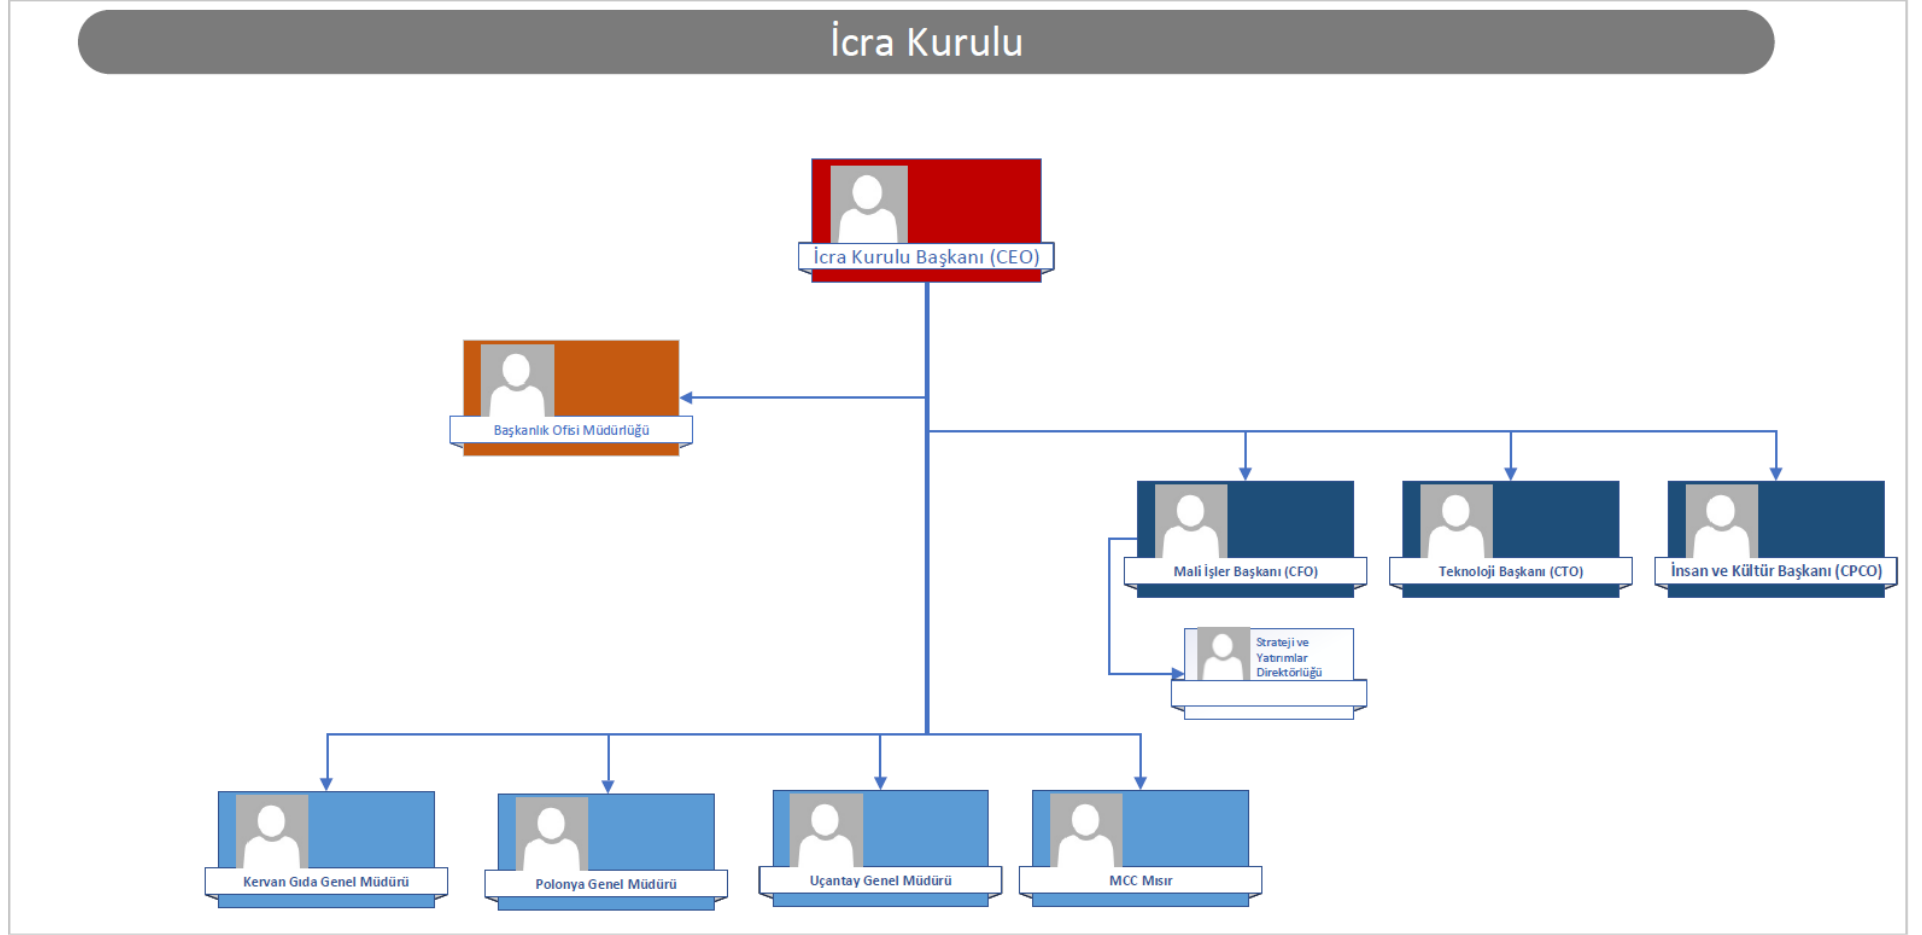 İcra Kurulu
İcra Kurulu Başkanı (CEO)
Başkanlık Ofisi Müdürlüğü
Mali İşler Başkanı (CFO)
Teknoloji Başkanı (CTO)
İnsan ve Kültür Başkanı (CPCO)
Strateji ve
Yatırımlar
Direktörlüğü
Kervan Gıda Genel Müdürü
Polonya Genel Müdürü
Uçantay Genel Müdürü
MCC Mısır